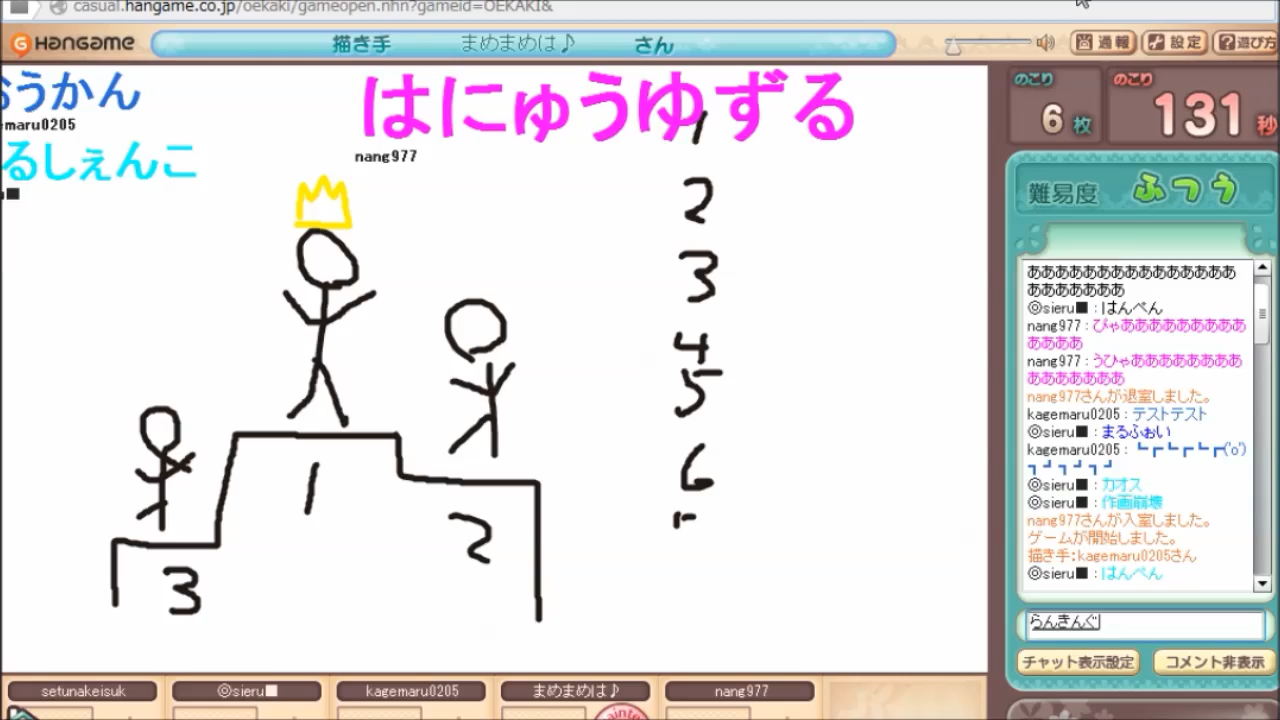 casual.hangame.co.jp/oekaki/gameopen.nhn?gameid=OEKAKI&
HANGAME
描き手 まめまめは♪ さん
通報
設定
遊び方
おうかん
emaru0205
るしぇんこ
■
はにゅうゆずる
nang977
1
2
3
4
5
6
1
2
3
のこり
6枚
のこり
131秒
難易度 ふつう
あああああああああああああああ
あああああああ
◎sieru■：はんぺん
nang977：ぴゃあああああああああ
ああああ
nang977：うひゃああああああああ
あああああああ
nang977さんが退室しました。
kagemaru0205：テストテスト
◎sieru■：まるふぉい
kagemaru0205：┗┏┗┏┗┏('o')
┓┛┓┛┓┛
◎sieru■：カオス
◎sieru■：作画崩壊
nang977さんが入室しました。
ゲームが開始しました。
描き手:kagemaru0205さん
◎sieru■：はんぺん
らんきんぐ
チャット表示設定
コメント非表示
setunakeisuk
◎sieru■
kagemaru0205
まめまめは♪
nang977